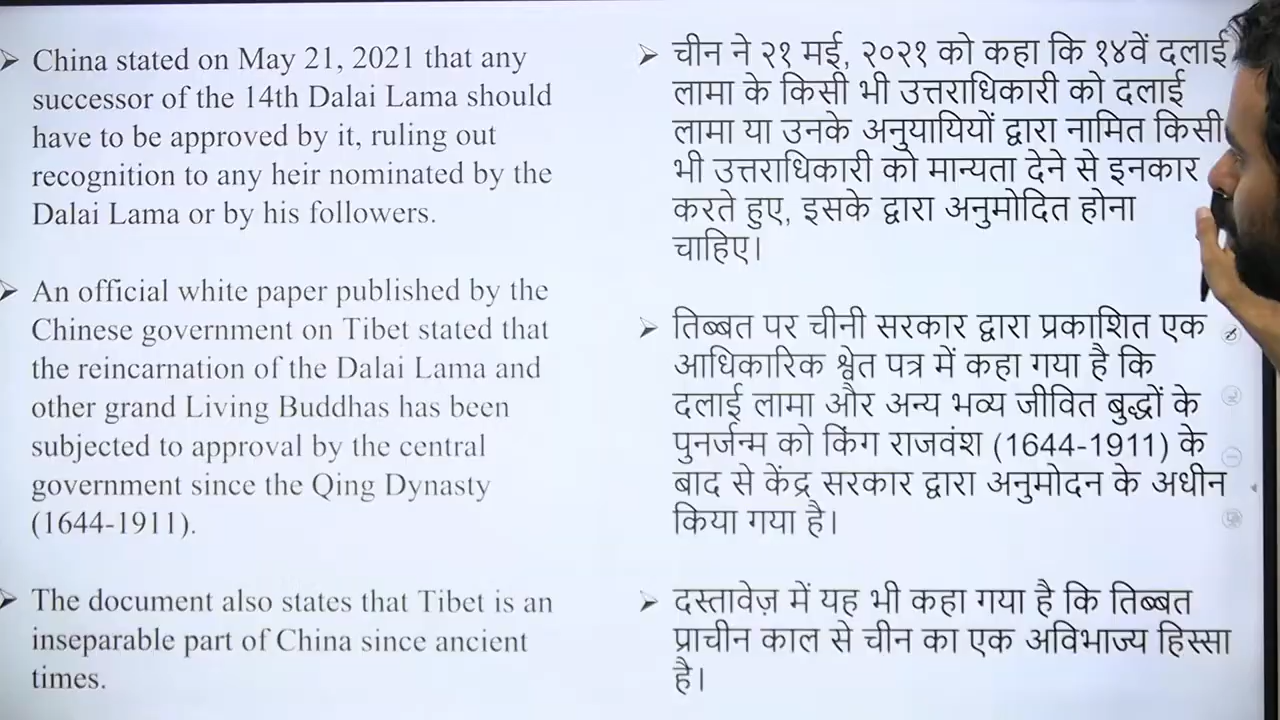 China stated on May 21, 2021 that any
successor of the 14th Dalai Lama should
have to be approved by it, ruling out
recognition to any heir nominated by the
Dalai Lama or by his followers.
An official white paper published by the
Chinese government on Tibet stated that
the reincarnation of the Dalai Lama and
other grand Living Buddhas has been
subjected to approval by the central
government since the Qing Dynasty
(1644-1911).
The document also states that Tibet is an
inseparable part of China since ancient
times.
चीन ने २१ मई, २०२१ को कहा कि १४वें दलाई
लामा के किसी भी उत्तराधिकारी को दलाई
लामा या उनके अनुयायियों द्वारा नामित किसी
भी उत्तराधिकारी को मान्यता देने से इनकार
करते हुए, इसके द्वारा अनुमोदित होना
चाहिए।
तिब्बत पर चीनी सरकार द्वारा प्रकाशित एक
आधिकारिक श्वेत पत्र में कहा गया है कि
दलाई लामा और अन्य भव्य जीवित बुद्धों के
पुनर्जन्म को किंग राजवंश (1644-1911) के
बाद से केंद्र सरकार द्वारा अनुमोदन के अधीन
किया गया है।
दस्तावेज़ में यह भी कहा गया है कि तिब्बत
प्राचीन काल से चीन का एक अविभाज्य हिस्सा
है।